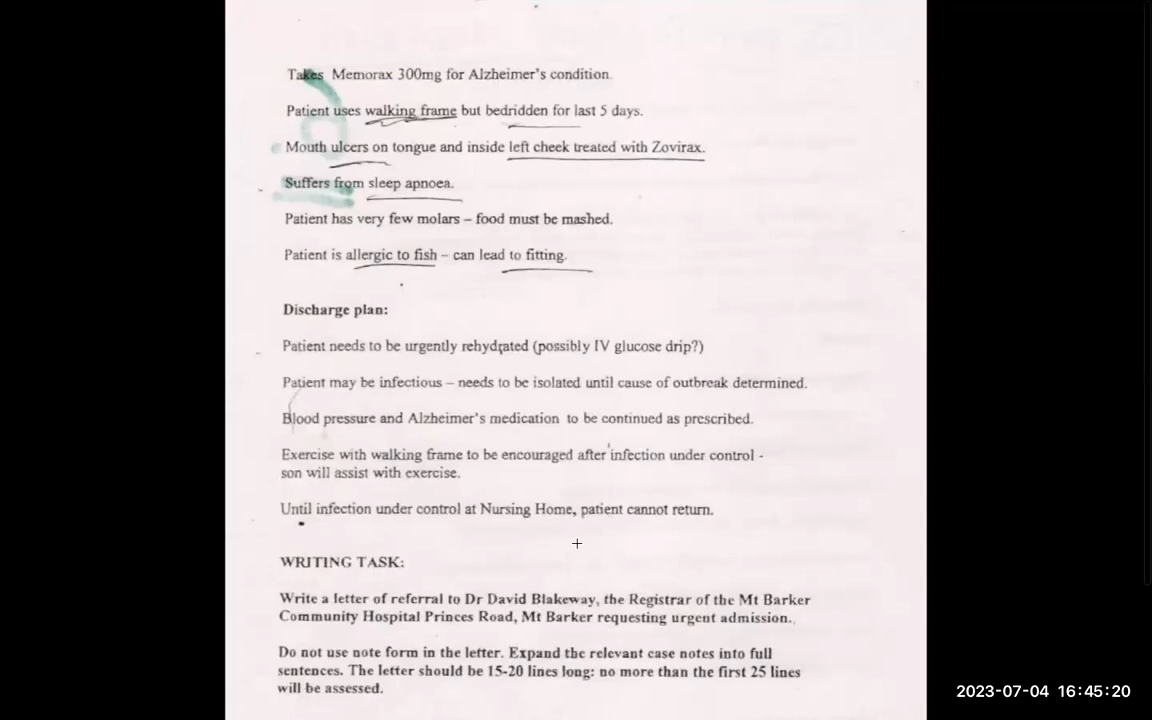 Takes Memorax 300mg for Alzheimer's condition.
Patient uses walking frame but bedridden for last 5 days.
Mouth ulcers on tongue and inside left cheek treated with Zovirax.
Suffers from sleep apnoea.
Patient has very few molars – food must be mashed.
Patient is allergic to fish – can lead to fitting.
Discharge plan:
Patient needs to be urgently rehydrated (possibly IV glucose drip?)
Patient may be infectious – needs to be isolated until cause of outbreak determined.
Blood pressure and Alzheimer's medication to be continued as prescribed.
Exercise with walking frame to be encouraged after infection under control -
son will assist with exercise.
Until infection under control at Nursing Home, patient cannot return.
WRITING TASK:
Write a letter of referral to Dr David Blakeway, the Registrar of the Mt Barker
Community Hospital Princes Road, Mt Barker requesting urgent admission.
Do not use note form in the letter. Expand the relevant case notes into full
sentences. The letter should be 15-20 lines long: no more than the first 25 lines
will be assessed.
2023-07-04 16:45:20